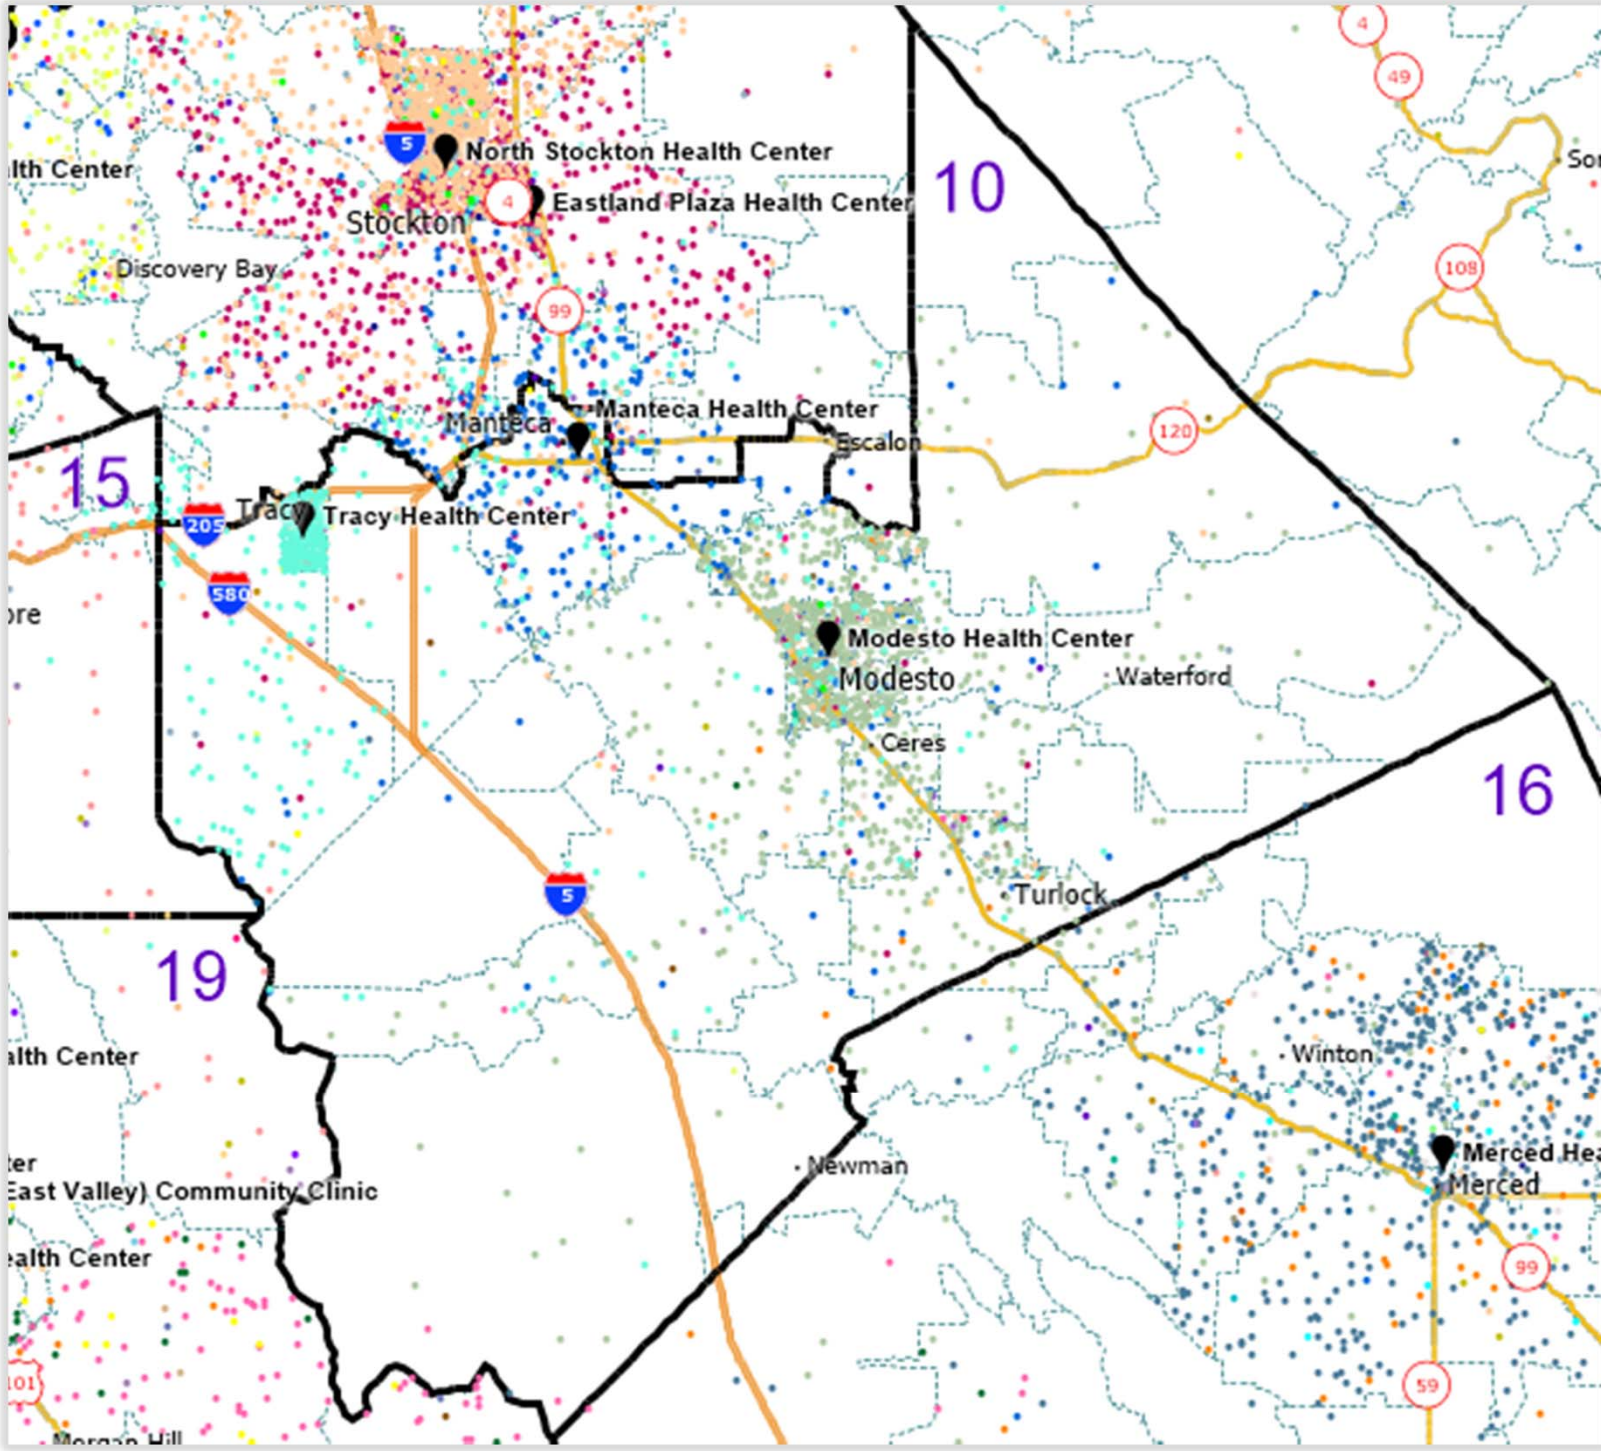 4
49
5
North Stockton Health Center
Sor
lth Center
10
4
Eastland Plaza Health Center
Stockton
Discovery Bay
108
99
Manteca Health Center
Manteca
120
Escalon
15
Tracy
Tracy Health Center
205
580
ore
Modesto Health Center
Modesto
Waterford
Ceres
16
5
Turlock
19
alth Center
Winton
Merced Hea
ter
Newman
Merced
East Valley) Community Clinic
ealth Center
99
101
59
Morgan Hill